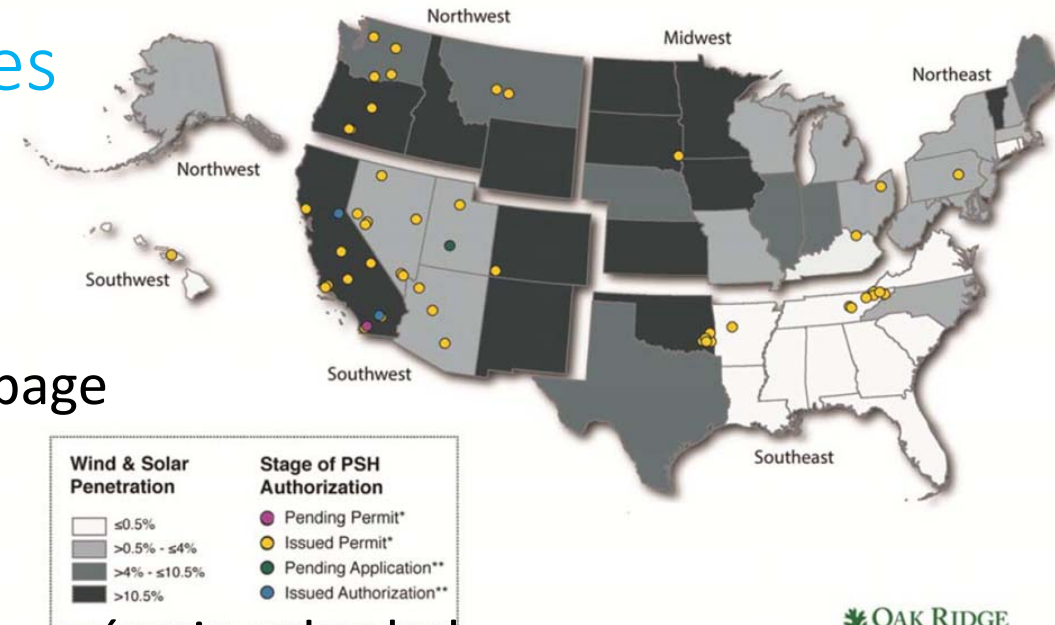 es
Northwest
Midwest
Northeast
Northwest
Southwest
page
Southwest
Southeast
Wind & Solar
Penetration
≤0.5%
>0.5% - ≤4%
>4% - ≤10.5%
>10.5%
Stage of PSH
Authorization
Pending Permit*
Issued Permit*
Pending Application**
Issued Authorization**
OAK RIDGE